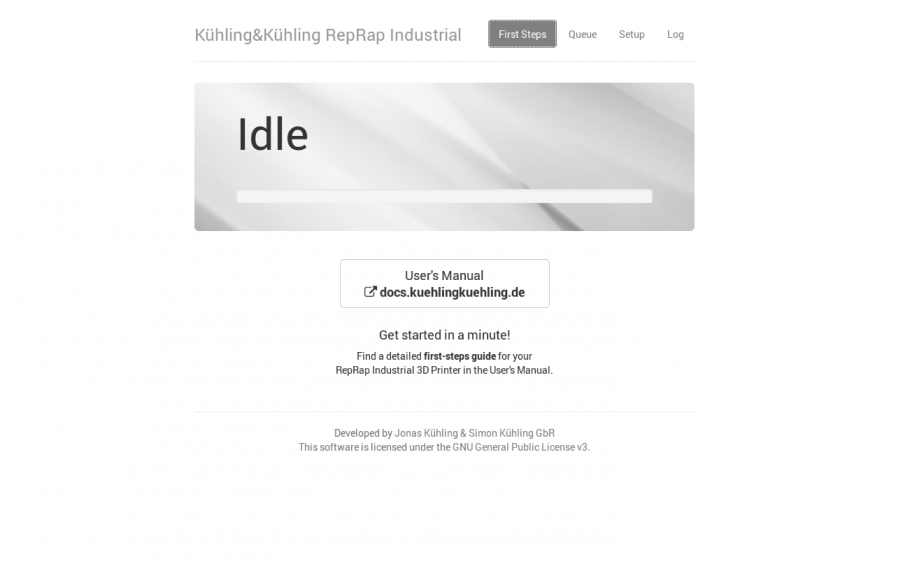 Kühling&Kühling RepRap Industrial
First Steps
Queue
Setup
Log
Idle
User's Manual
docs.kuehlingkuehling.de
Get started in a minute!
Find a detailed first-steps guide for your
RepRap Industrial 3D Printer in the User's Manual.
Developed by Jonas Kühling & Simon Kühling GbR
This software is licensed under the GNU General Public License v3.